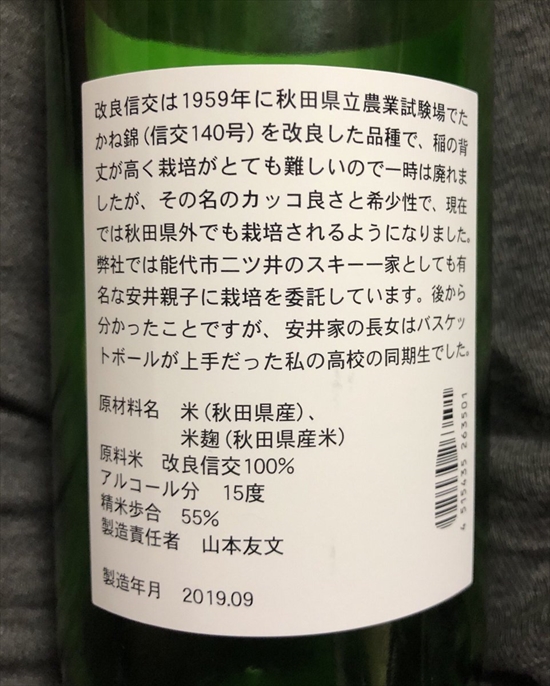 改良信交は1959年に秋田県立農業試験場でた
かね錦（信交140号）を改良した品種で、稲の背
丈が高く栽培がとても難しいので一時は廃れま
したが、その名のカッコ良さと希少性で、現在
では秋田県外でも栽培されるようになりました。
弊社では能代市二ツ井のスキー一家としても有
名な安井親子に栽培を委託しています。後から
分かったことですが、安井家の長女はバスケッ
トボールが上手だった私の高校の同期生でした。
原材料名　米（秋田県産）、
米麹（秋田県産米）
原料米　改良信交100%
アルコール分　15度
精米歩合　55%
製造責任者　山本友文
製造年月　2019.09
4 515435 263501